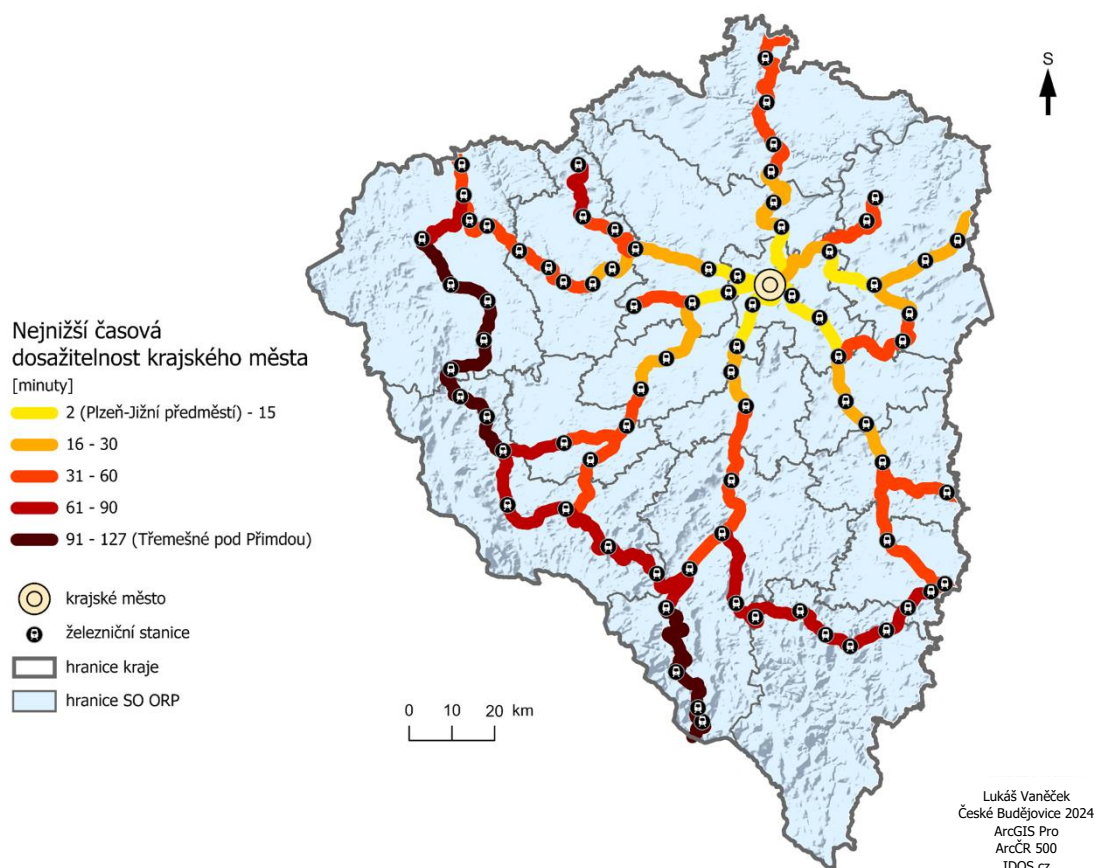 S
Nejnižší časová
dosažitelnost krajského města
[minuty]
2 (Plzeň-Jižní předměstí) - 15
16 - 30
31 - 60
61 - 90
91 - 127 (Třemešné pod Přimdou)
krajské město
železniční stanice
hranice kraje
hranice SO ORP
0 10 20 km
Lukáš Vaněček
České Budějovice 2024
ArcGIS Pro
ArcČR 500
IDOS.cz